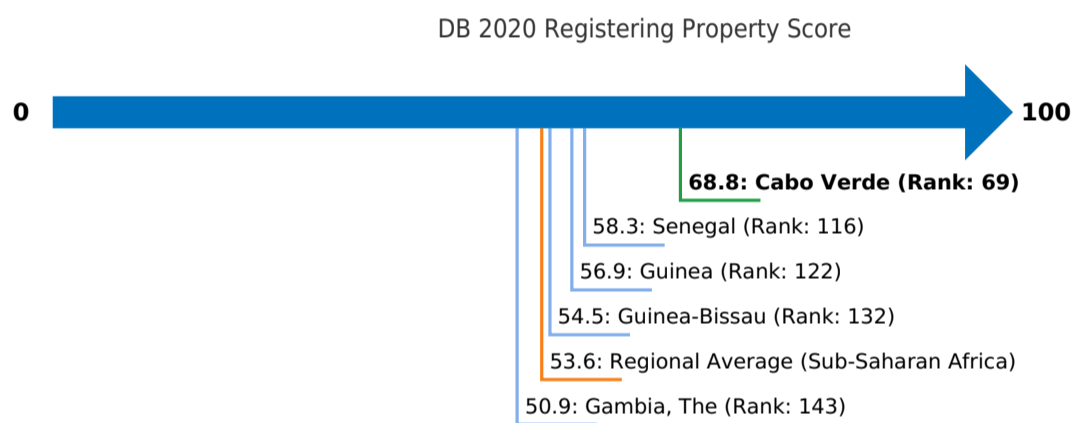 DB 2020 Registering Property Score
0
100
68.8: Cabo Verde (Rank: 69)
58.3: Senegal (Rank: 116)
56.9: Guinea (Rank: 122)
54.5: Guinea-Bissau (Rank: 132)
53.6: Regional Average (Sub-Saharan Africa)
50.9: Gambia, The (Rank: 143)